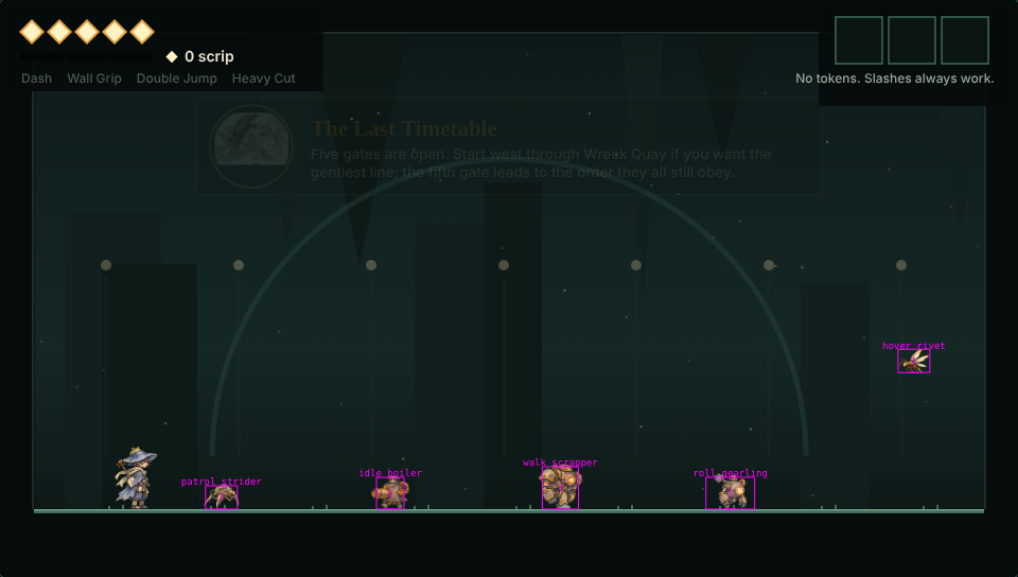 0 scrip
Dash Wall Grip Double Jump Heavy Cut
No tokens. Slashes always work.
The Last Timetable
Five gates are open. Start west through Wreck Quay if you want the
gentlest line; the fifth gate leads to the order they all still obey.
hover rivet
walk scrapper
idle boiler
roll gearling
patrol strider